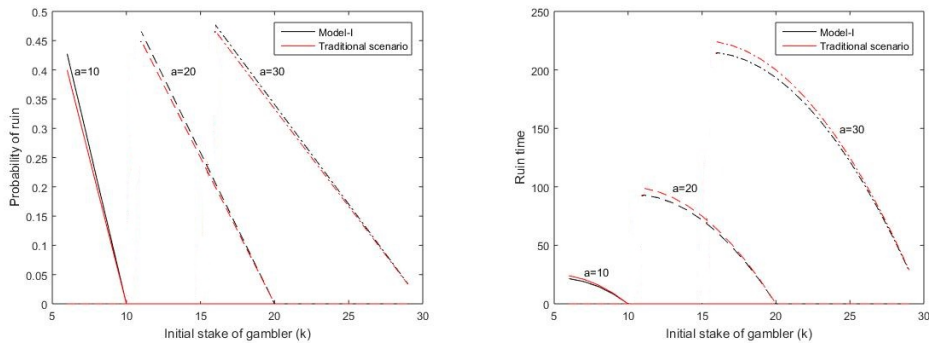 0.5
0.45
0.4
0.35
0.3
0.25
0.2
0.15
0.1
0.05
0
Probability of ruin
Model-I
Traditional scenario
a=10
a=20
a=30
5 10 15 20 25 30
Initial stake of gambler (k)
250
200
150
100
50
0
Ruin time
Model-I
Traditional scenario
a=30
a=20
a=10
5 10 15 20 25 30
Initial stake of gambler (k)